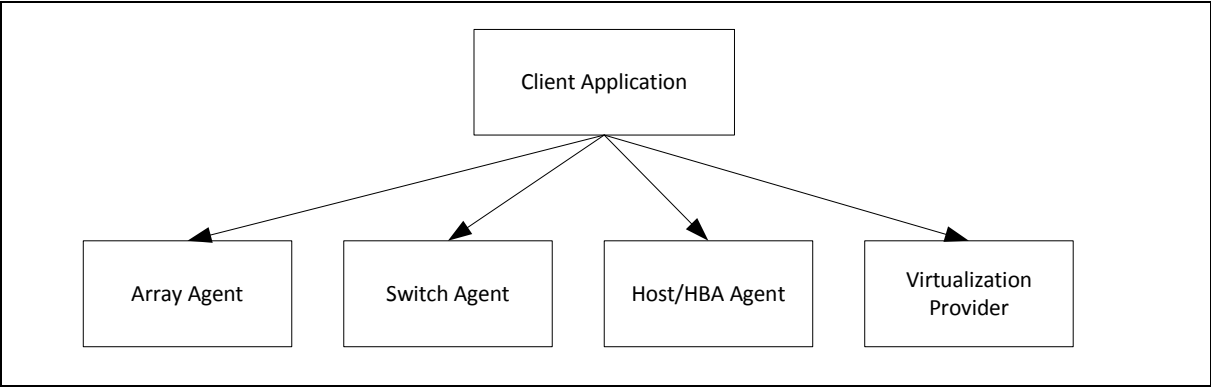 Client Application
Array Agent
Switch Agent
Host/HBA Agent
Virtualization
Provider